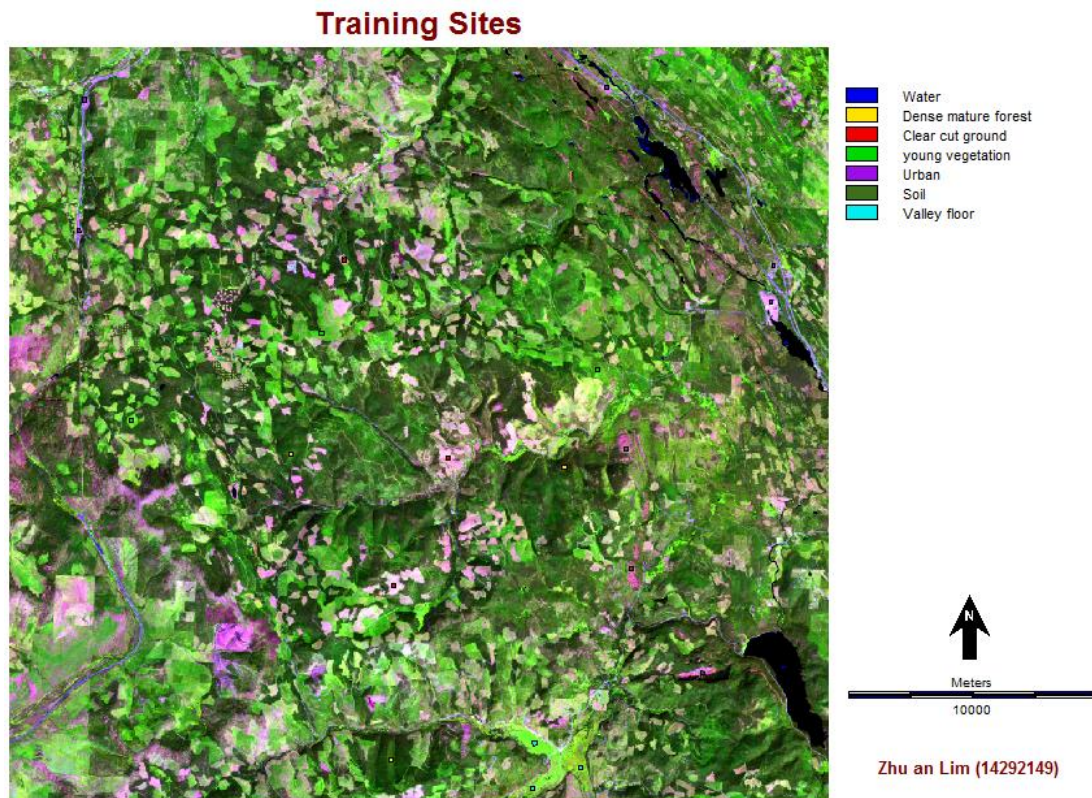 Training Sites
Water
Dense mature forest
Clear cut ground
young vegetation
Urban
Soil
Valley floor
N
Meters
10000
Zhu an Lim (14292149)